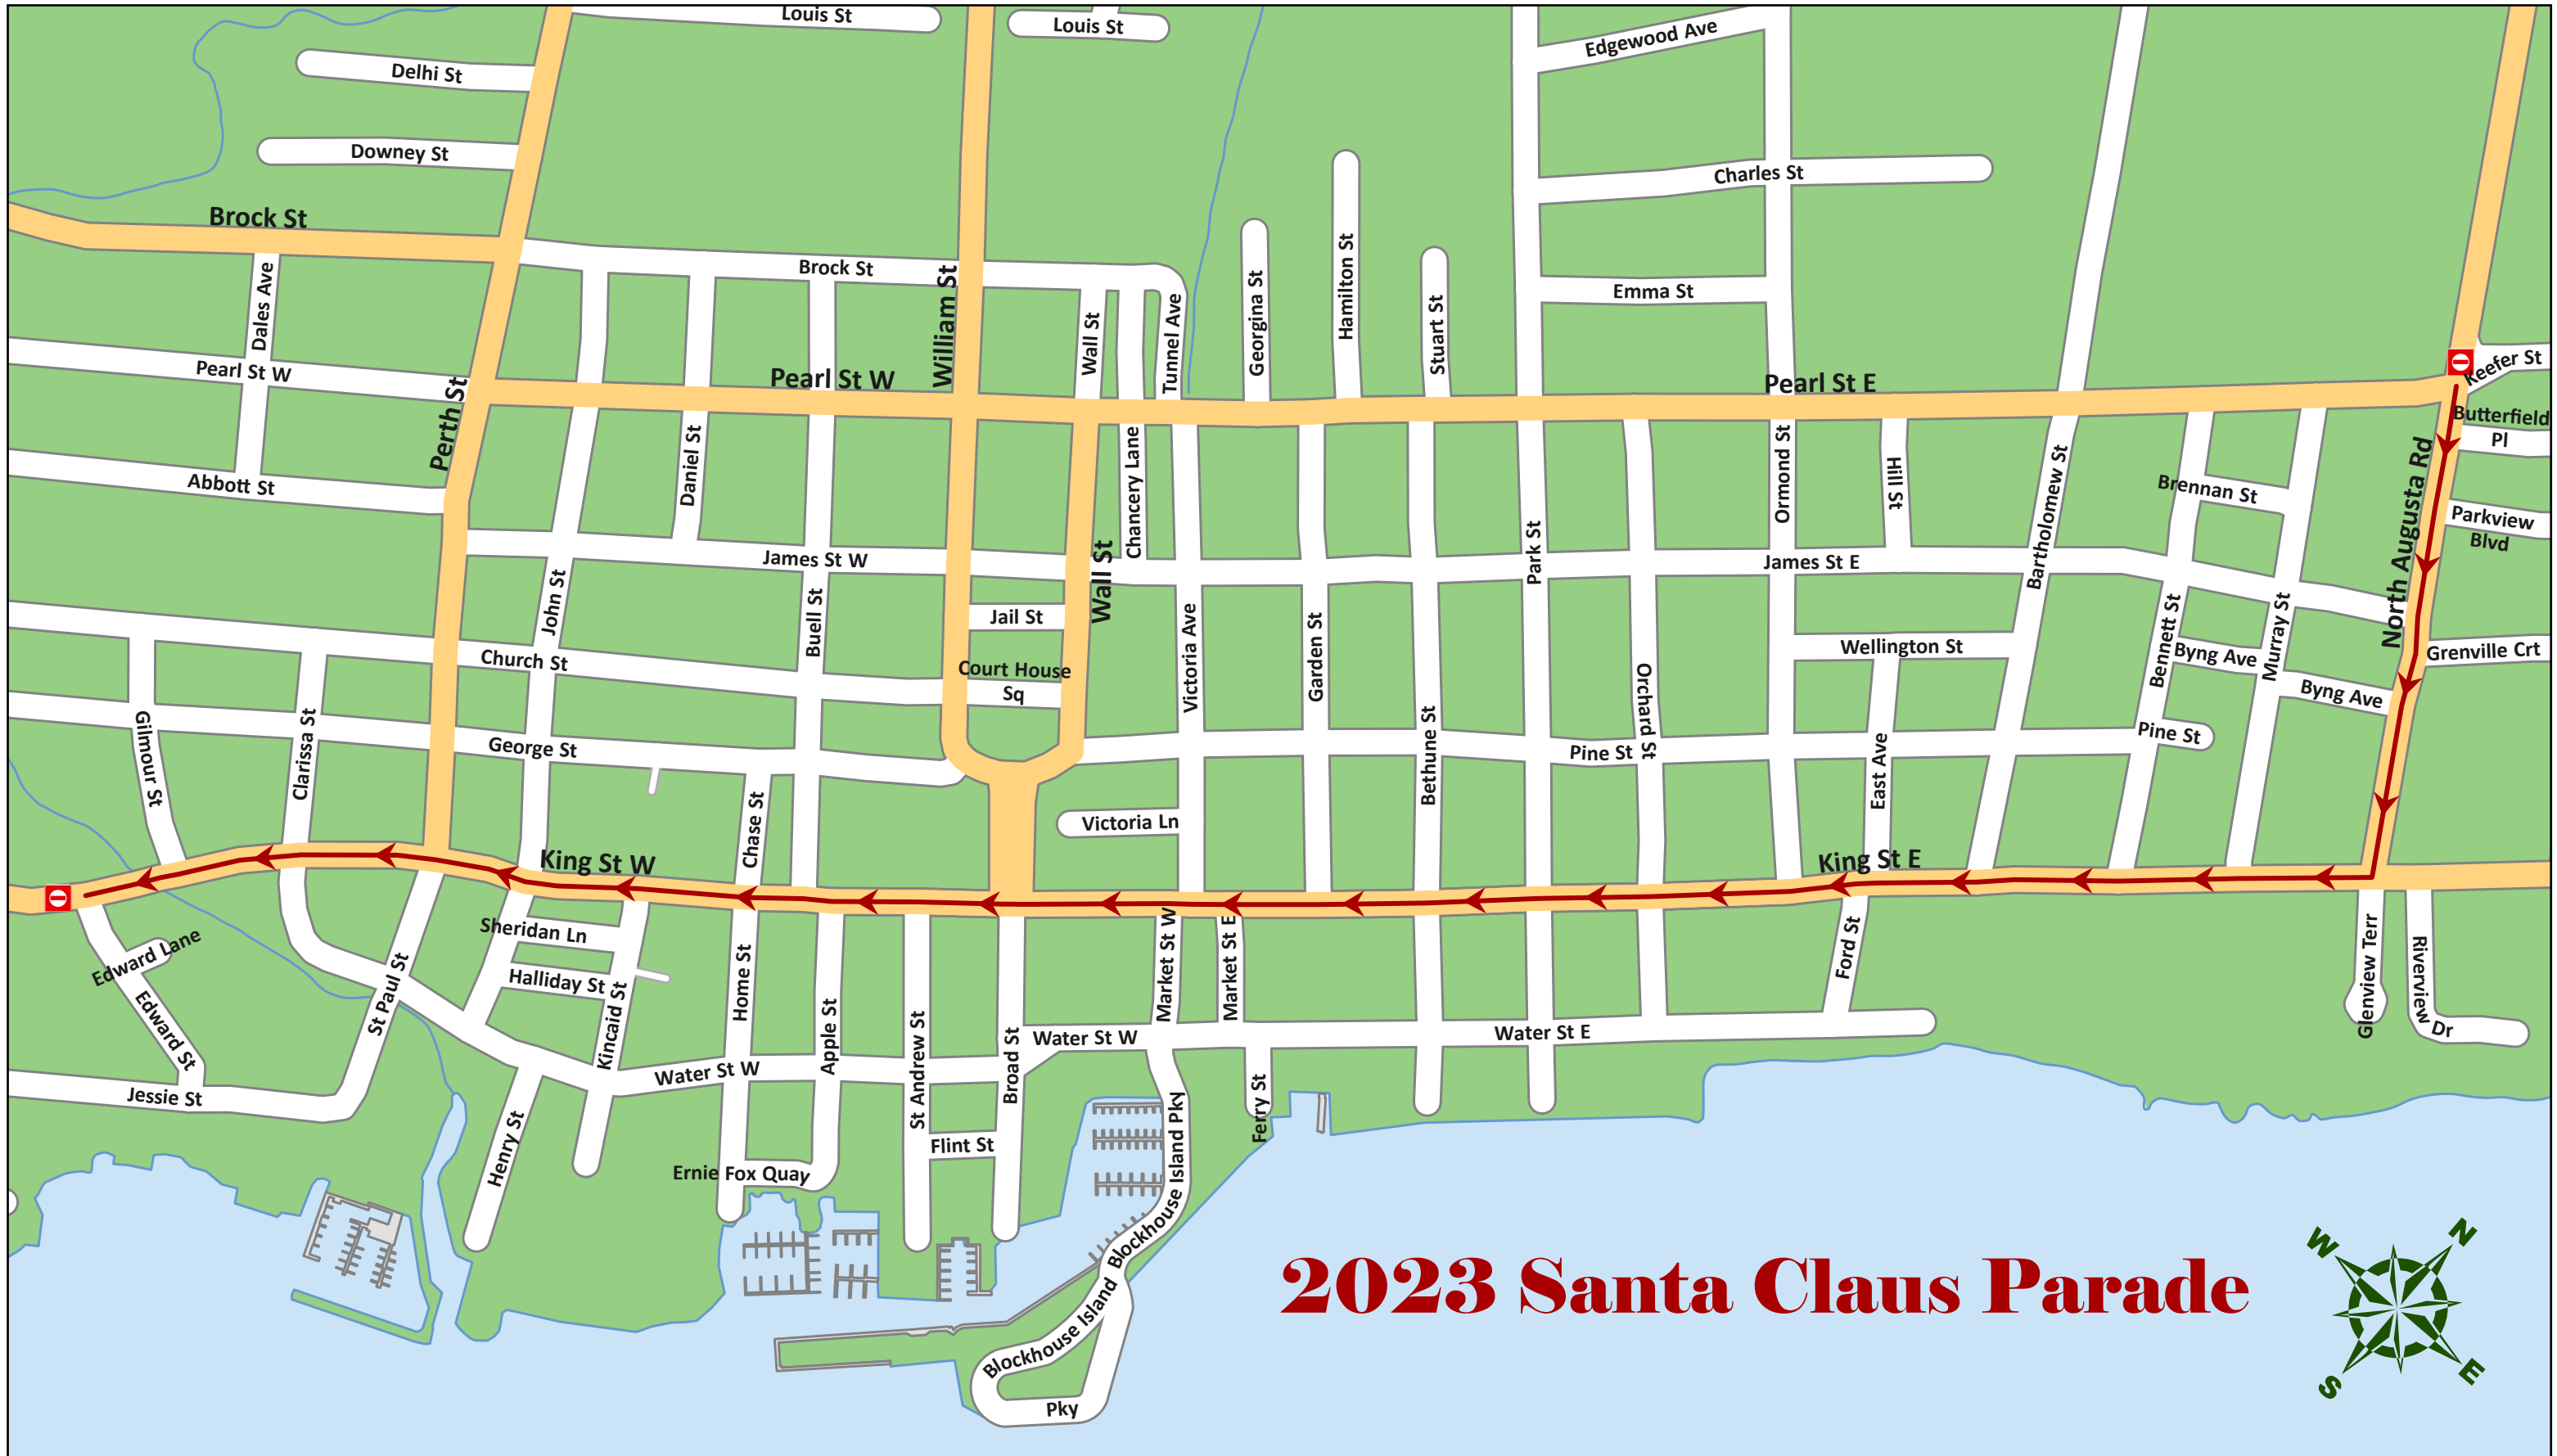 Louis St
Louis St
Edgewood Ave
Delhi St
Downey St
Charles St
Brock St
Brock St
Dales Ave
William St
Wall St
Tunnel Ave
Georgina St
Hamilton St
Stuart St
Emma St
Keefer St
Pearl St W
Pearl St W
Pearl St E
Perth St
Butterfield
Pl
Abbott St
Daniel St
Chancery Lane
Ormond St
Hill St
Bartholomew St
Brennan St
North Augusta Rd
Parkview
Blvd
James St W
Park St
James St E
John St
Buell St
Wall St
Jail St
Victoria Ave
Garden St
Wellington St
Bennett St
Byng Ave
Murray St
Grenville Crt
Church St
Court House
Sq
Orchard St
Byng Ave
Gilmour St
Clarissa St
George St
Bethune St
Pine St
East Ave
Pine St
Chase St
Victoria Ln
King St W
King St E
Sheridan Ln
Edward Lane
Halliday St
Market St W
Market St E
Ford St
Glenview Terr
Riverview Dr
Edward St
St Paul St
Kincaid St
Home St
Apple St
St Andrew St
Broad St
Water St W
Water St E
Water St W
Jessie St
Henry St
Ferry St
Flint St
Ernie Fox Quay
Blockhouse Island Pky
Blockhouse Island
Pky
2023 Santa Claus Parade
W
N
S
E